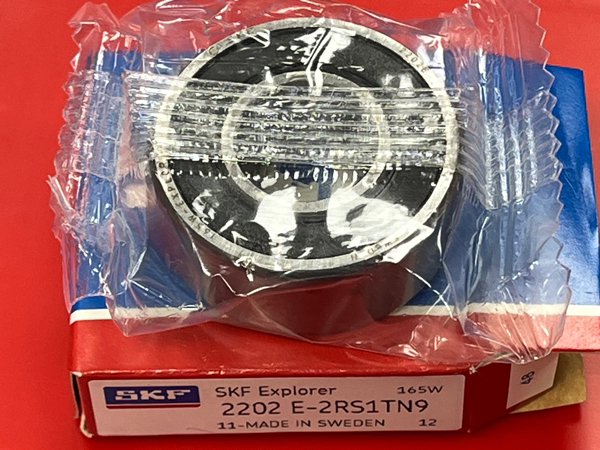 SKF
SKF Explorer 165W
2202 E-2RS1TN9
11-MADE IN SWEDEN 12